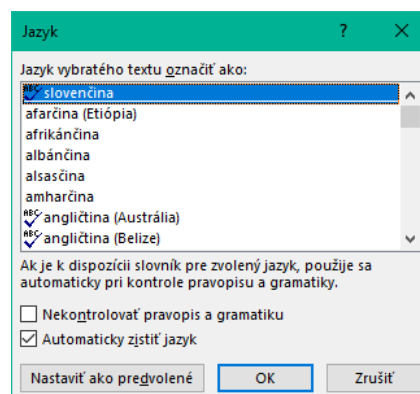 Jazyk
Jazyk vybratého textu označiť ako:
slovenčina
afarčina (Etiópia)
afrikánčina
albánčina
alsasčina
amharčina
angličtina (Austrália)
angličtina (Belize)
Ak je k dispozícii slovník pre zvolený jazyk, použije sa
automaticky pri kontrole pravopisu a gramatiky.
Nekontrolovať pravopis a gramatiku
Automaticky zistiť jazyk
Nastaviť ako predvolené OK Zrušiť